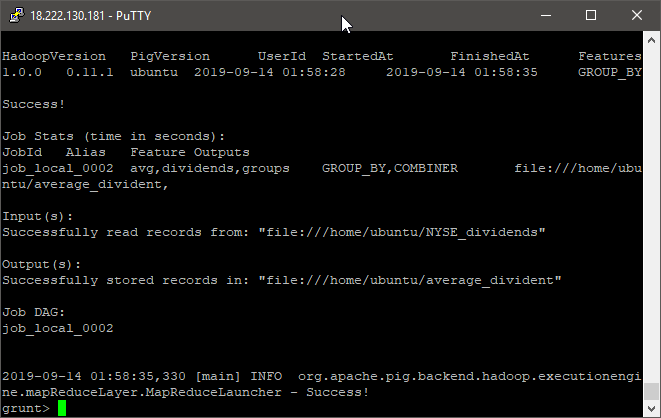 18.222.130.181 - PuTTY
HadoopVersion   PigVersion      UserId  StartedAt       FinishedAt      Features
1.0.0   0.11.1  ubuntu  2019-09-14 01:58:28     2019-09-14 01:58:35     GROUP_BY
Success!
Job Stats (time in seconds):
JobId   Alias   Feature Outputs
job_local_0002  avg,dividends,groups    GROUP_BY,COMBINER       file:///home/ubu
ntu/average_divident,
Input(s):
Successfully read records from: "file:///home/ubuntu/NYSE_dividends"
Output(s):
Successfully stored records in: "file:///home/ubuntu/average_divident"
Job DAG:
job_local_0002
2019-09-14 01:58:35,330 [main] INFO  org.apache.pig.backend.hadoop.executionengi
ne.mapReduceLayer.MapReduceLauncher - Success!
grunt>